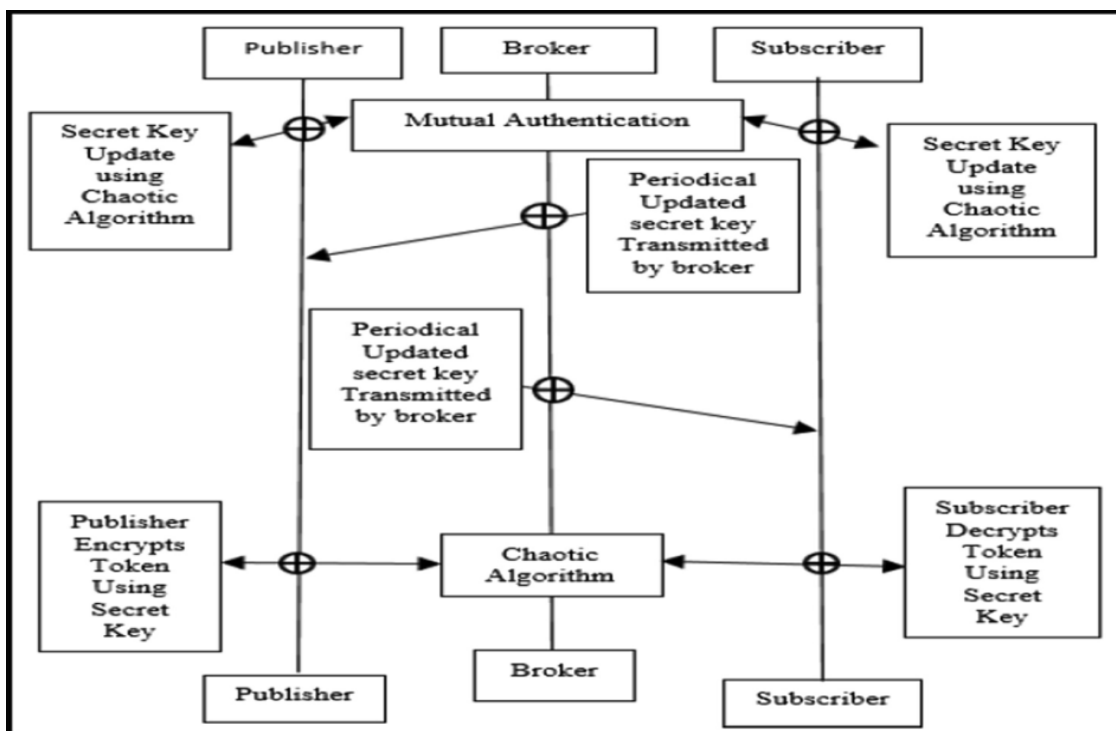 Publisher
Broker
Subscriber
Mutual Authentication
Secret Key
Update
using
Chaotic
Algorithm
Secret Key
Update
using
Chaotic
Algorithm
Periodical
Updated
secret key
Transmitted
by broker
Periodical
Updated
secret key
Transmitted
by broker
Publisher
Encrypts
Token
Using
Secret
Key
Chaotic
Algorithm
Subscriber
Decrypts
Token
Using
Secret
Key
Publisher
Broker
Subscriber